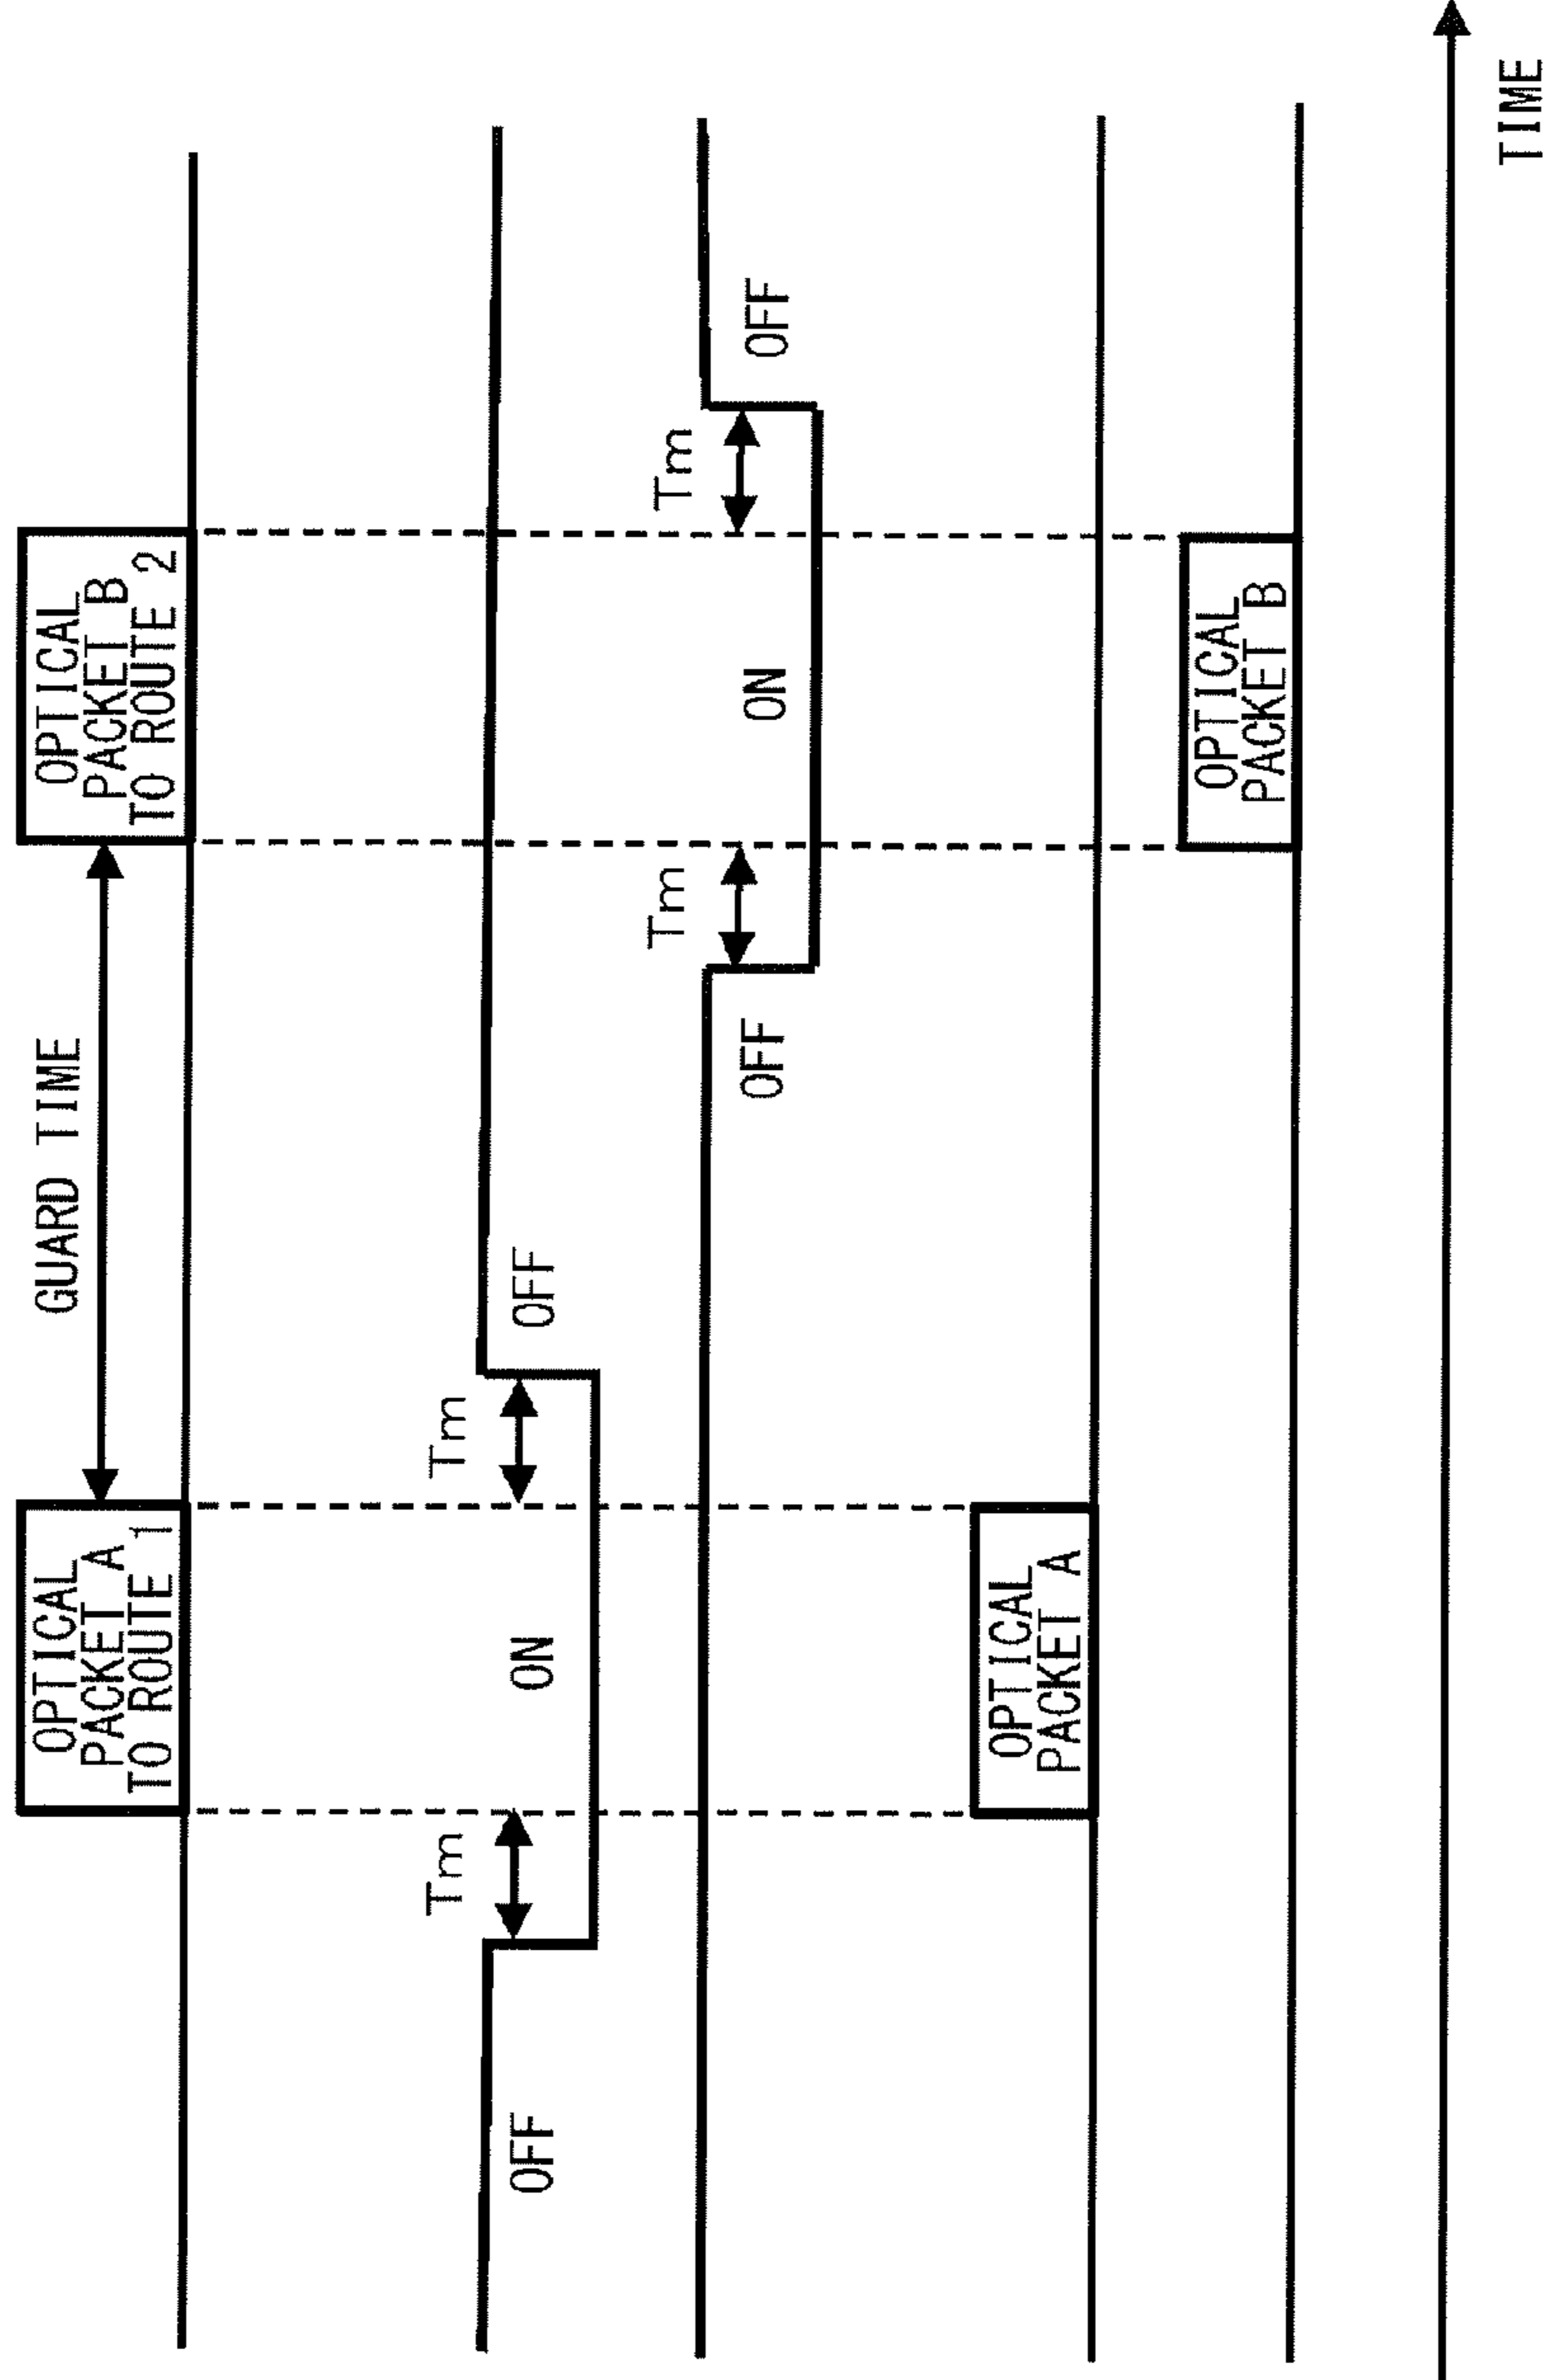 OPTICAL
PACKET A
TO ROUTE 1
GUARD TIME
OPTICAL
PACKET B
TO ROUTE 2
OFF
Tm
ON
Tm
OFF
OFF
Tm
ON
Tm
OFF
OPTICAL
PACKET A
OPTICAL
PACKET B
TIME